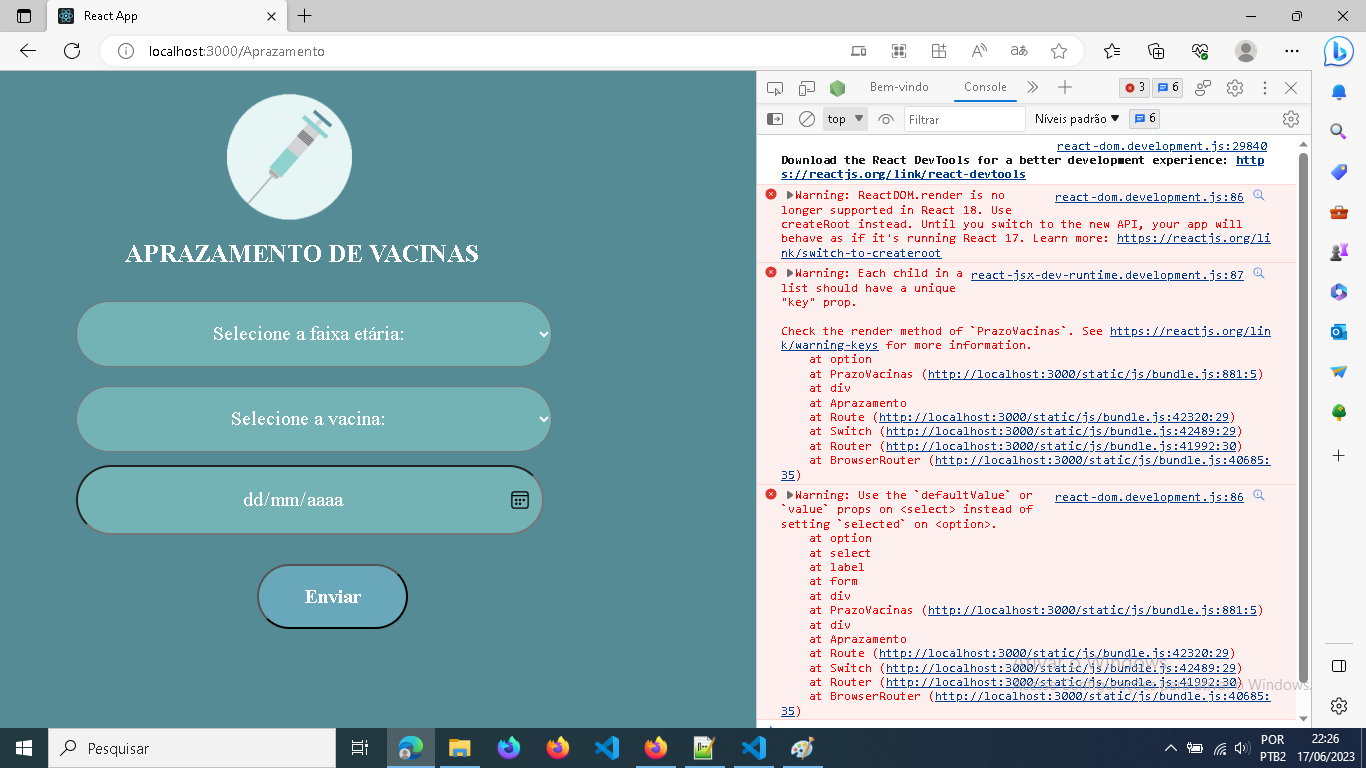 React App
localhost:3000/Aprazamento
APRAZAMENTO DE VACINAS
Selecione a faixa etária:
Selecione a vacina:
dd/mm/aaaa
Enviar
Bem-vindo
Console
3
6
top
Filtrar
Níveis padrão
6
react-dom.development.js:29840
Download the React DevTools for a better development experience: http
s://reactjs.org/link/react-devtools
Warning: ReactDOM.render is no react-dom.development.js:86
longer supported in React 18. Use
createRoot instead. Until you switch to the new API, your app will
behave as if it's running React 17. Learn more: https://reactjs.org/li
nk/switch-to-createroot
Warning: Each child in a react-jsx-dev-runtime.development.js:87
list should have a unique
"key" prop.
Check the render method of `PrazoVacinas`. See https://reactjs.org/lin
k/warning-keys for more information.
at option
at PrazoVacinas (http://localhost:3000/static/js/bundle.js:881:5)
at div
at Aprazamento
at Route (http://localhost:3000/static/js/bundle.js:42320:29)
at Switch (http://localhost:3000/static/js/bundle.js:42489:29)
at Router (http://localhost:3000/static/js/bundle.js:41992:30)
at BrowserRouter (http://localhost:3000/static/js/bundle.js:40685:
35)
Warning: Use the `defaultValue` or react-dom.development.js:86
`value` props on <select> instead of
setting `selected` on <option>.
at option
at select
at label
at form
at div
at PrazoVacinas (http://localhost:3000/static/js/bundle.js:881:5)
at div
at Aprazamento
at Route (http://localhost:3000/static/js/bundle.js:42320:29)
at Switch (http://localhost:3000/static/js/bundle.js:42489:29)
at Router (http://localhost:3000/static/js/bundle.js:41992:30)
at BrowserRouter (http://localhost:3000/static/js/bundle.js:40685:
35)
Ativar o Windows
Windows.
Pesquisar
POR
PTB2
22:26
17/06/2023